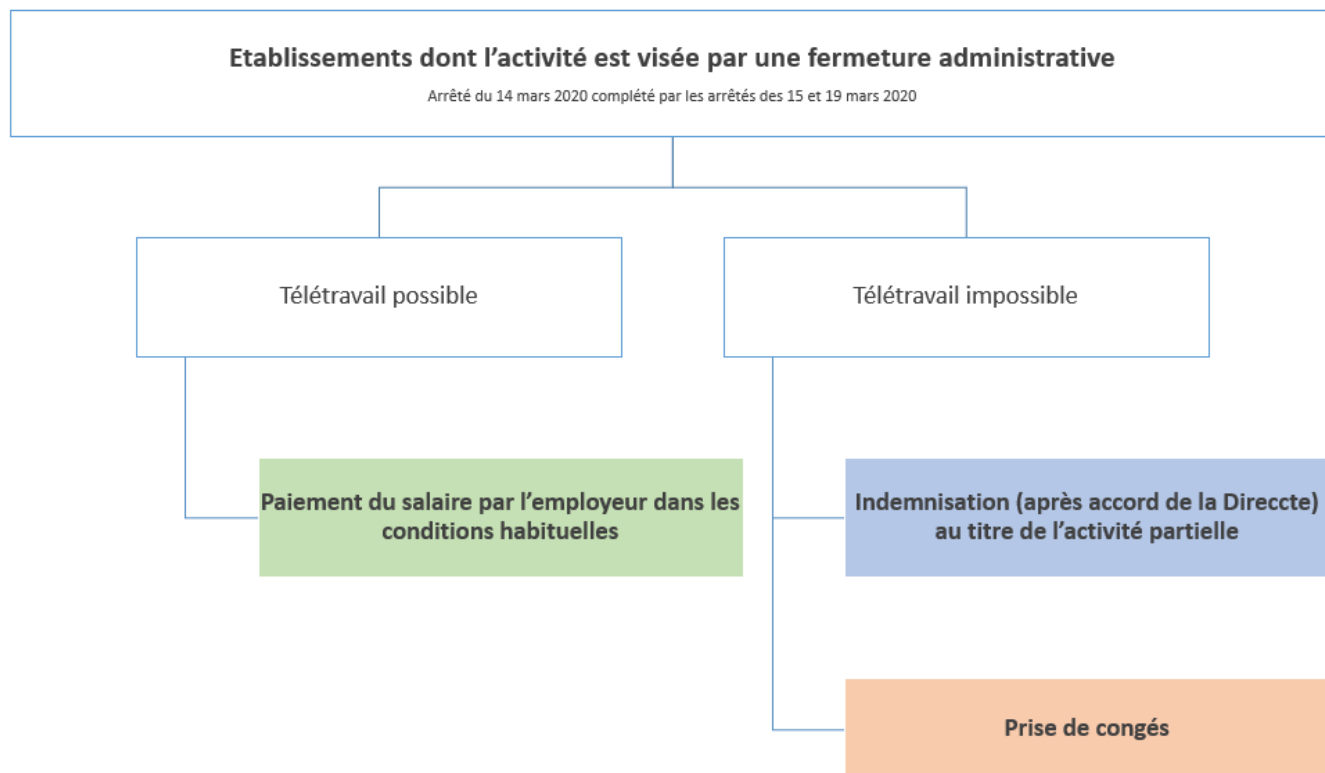 Etablissements dont l’activité est visée par une fermeture administrative
Arrêté du 14 mars 2020 complété par les arrêtés des 15 et 19 mars 2020
Télétravail possible
Télétravail impossible
Paiement du salaire par l’employeur dans les
conditions habituelles
Indemnisation (après accord de la Direccte)
au titre de l’activité partielle
Prise de congés